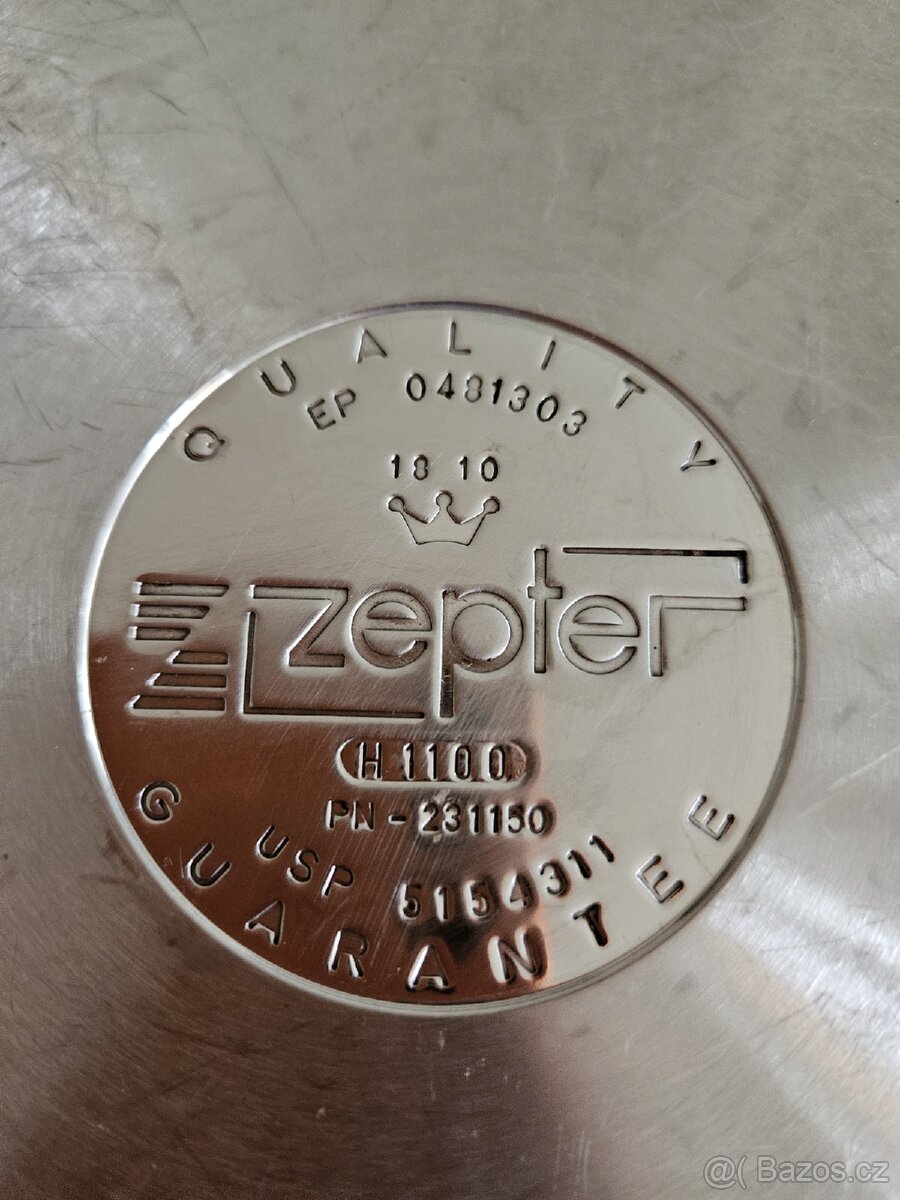 QUALITY
EP 0481303
18 10
zepter
H 1100
PN - 231150
USP 5154311
GUARANTEE
@( Bazos.cz